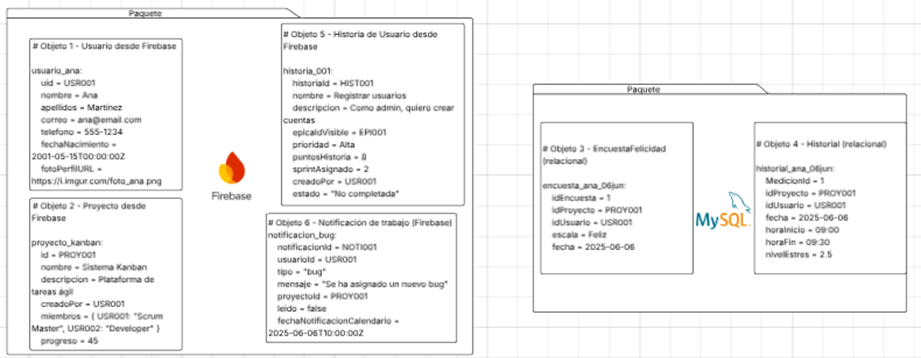 Paquete
# Objeto 1 - Usuario desde Firebase
usuario_ana:
uid = USR001
nombre = Ana
apellidos = Martínez
correo = ana@email.com
telefono = 555-1234
fechaNacimiento =
2001-05-15T00:00:00Z
fotoPerfilURL =
https://i.imgur.com/foto_ana.png
# Objeto 2 - Proyecto desde
Firebase
proyecto_kanban:
id = PROY001
nombre = Sistema Kanban
descripcion = Plataforma de
tareas ágil
creadoPor = USR001
miembros = { USR001: "Scrum
Master", USR002: "Developer" }
progreso = 45
Firebase
# Objeto 5 - Historia de Usuario desde
Firebase
historia_001:
historiaId = HIST001
nombre = Registrar usuarios
descripcion = Como admin, quiero crear
cuentas
epicaIdVisible = EPI001
prioridad = Alta
puntosHistoria = 8
sprintAsignado = 2
creadoPor = USR001
estado = "No completada"
# Objeto 6 - Notificación de trabajo (Firebase)
notificacion_bug:
notificacionId = NOTI001
usuarioId = USR001
tipo = "bug"
mensaje = "Se ha asignado un nuevo bug"
proyectoId = PROY001
leido = false
fechaNotificacionCalendario =
2025-06-06T10:00:00Z
Paquete
# Objeto 3 - EncuestaFelicidad
(relacional)
encuesta_ana_06jun:
idEncuesta = 1
idProyecto = PROY001
idUsuario = USR001
escala = Feliz
fecha = 2025-06-06
MySQL
# Objeto 4 - Historial (relacional)
historial_ana_06jun:
MedicionId = 1
idProyecto = PROY001
idUsuario = USR001
fecha = 2025-06-06
horaInicio = 09:00
horaFin = 09:30
nivelEstres = 2.5